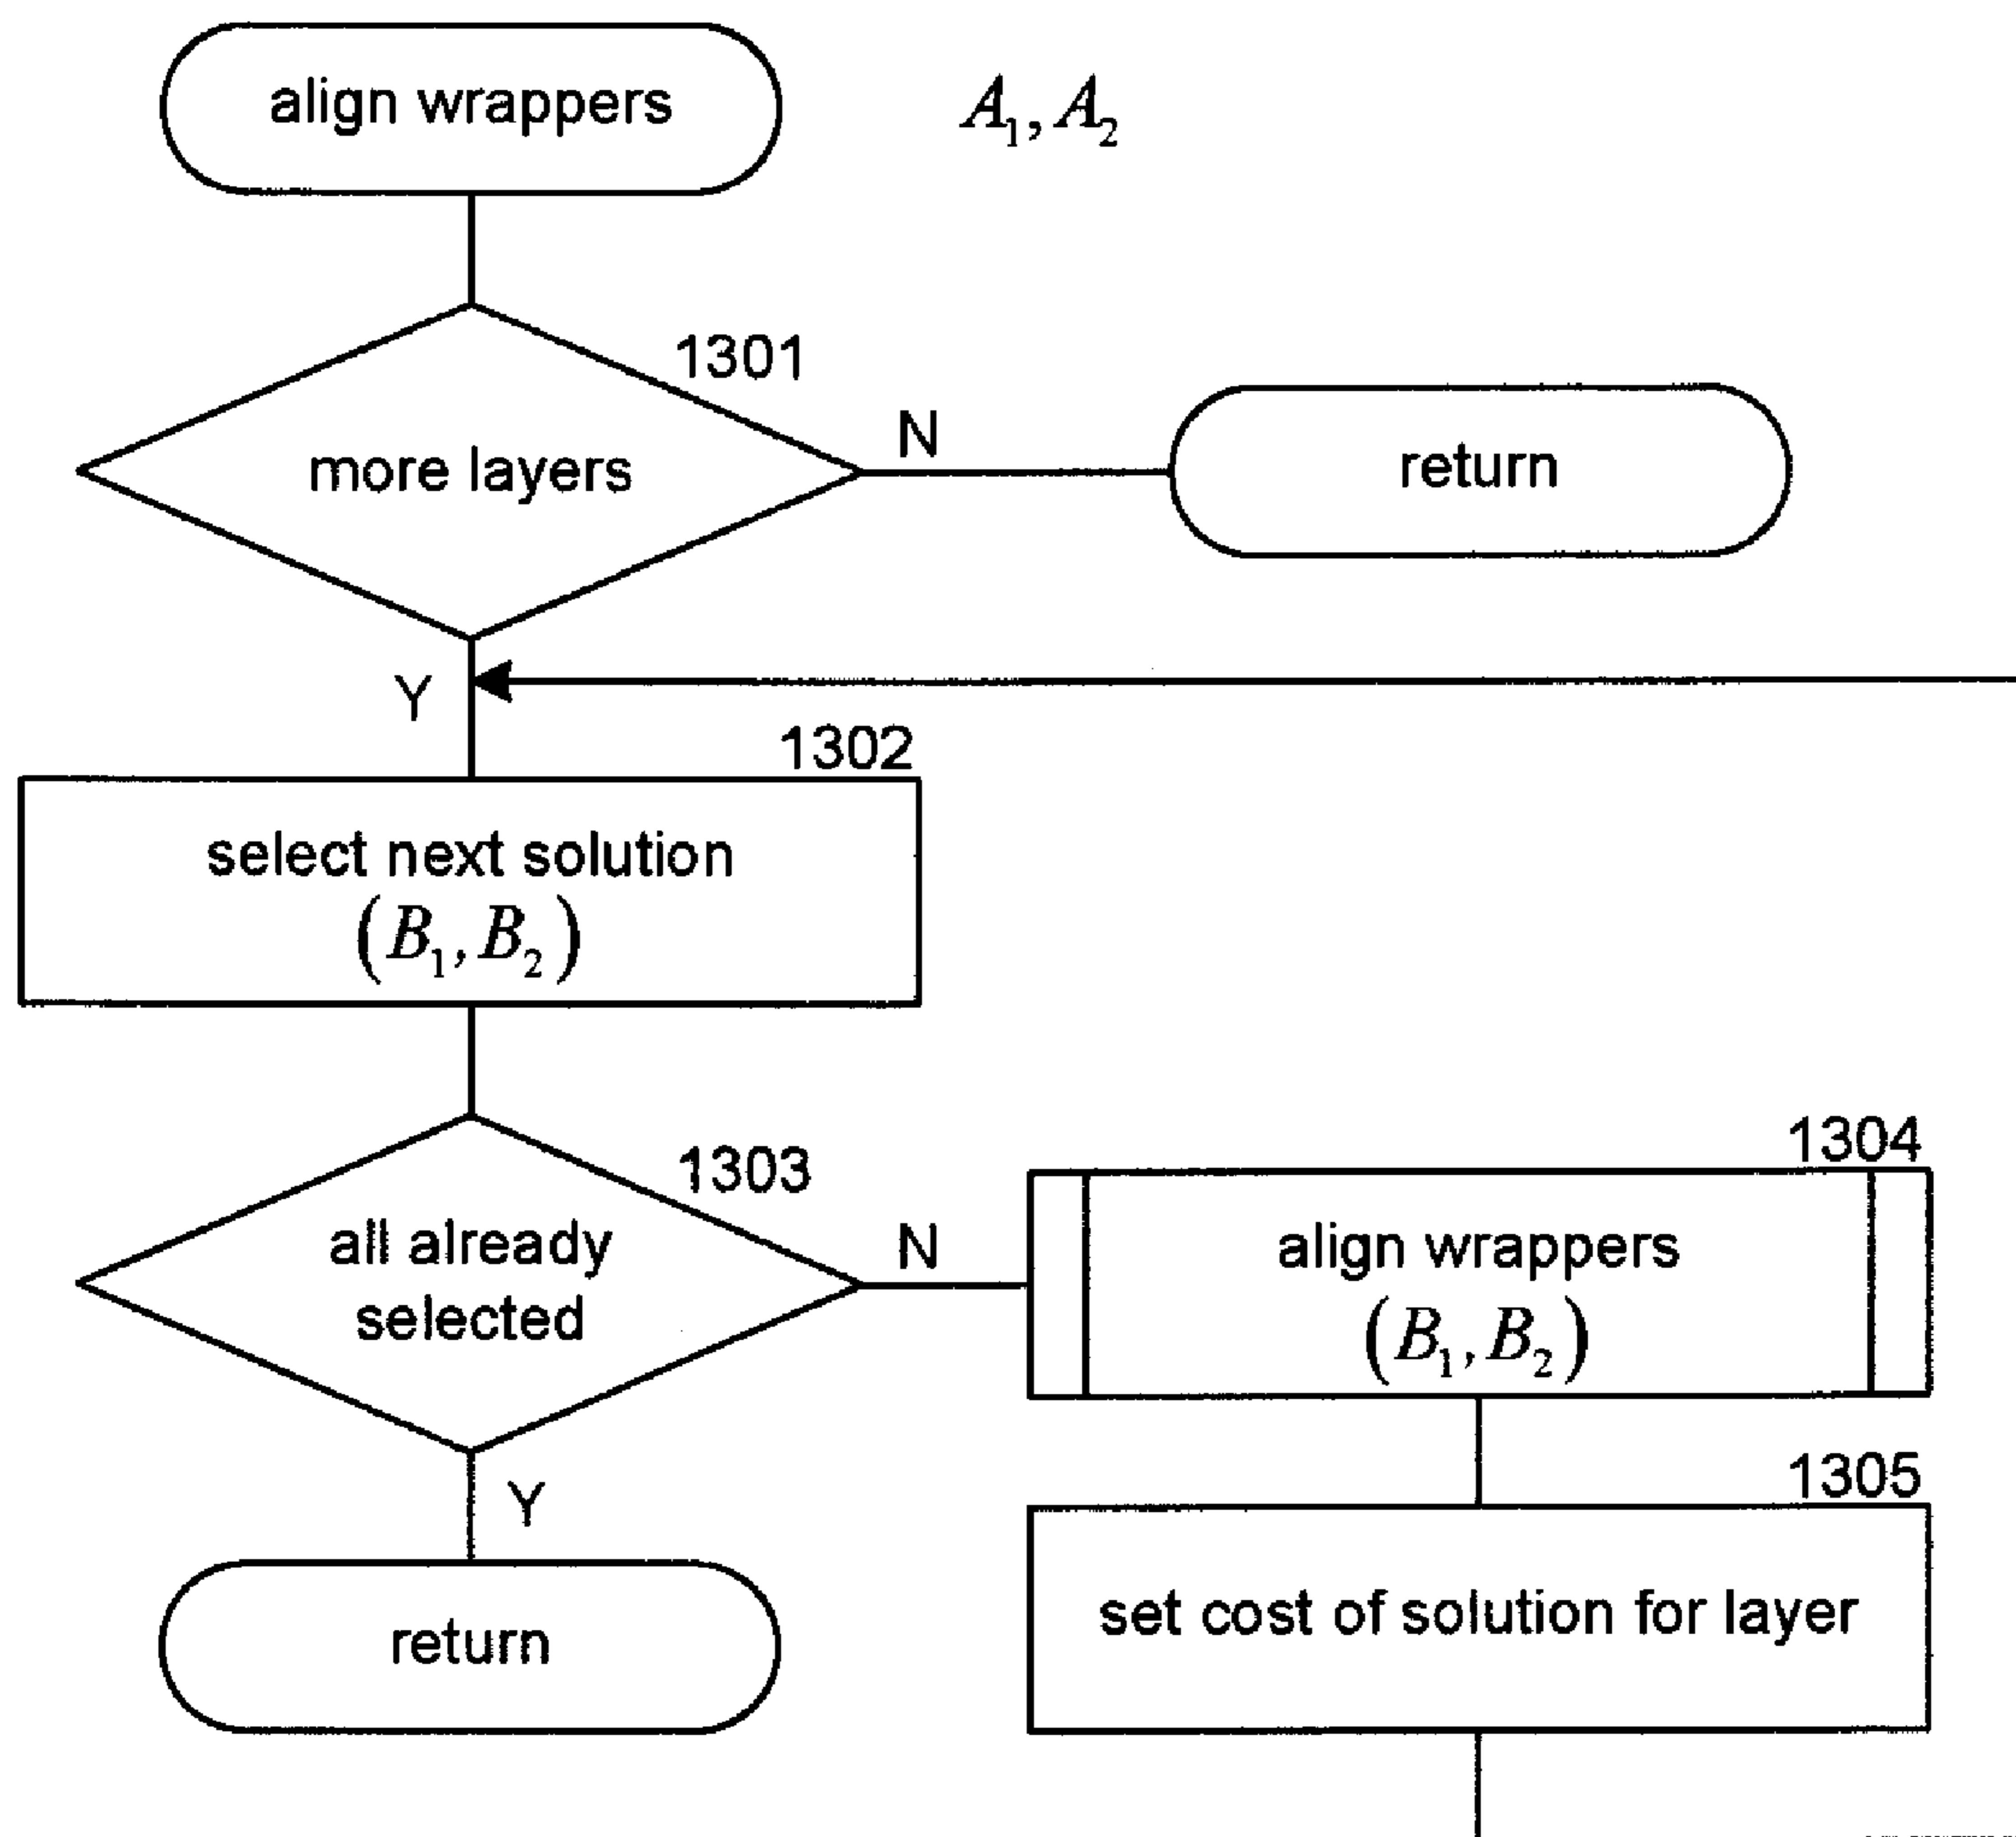 align wrappers
A₁, A₂
1301
more layers
N
return
Y
1302
select next solution
(B₁, B₂)
1303
all already
selected
N
1304
align wrappers
(B₁, B₂)
Y
1305
set cost of solution for layer
return